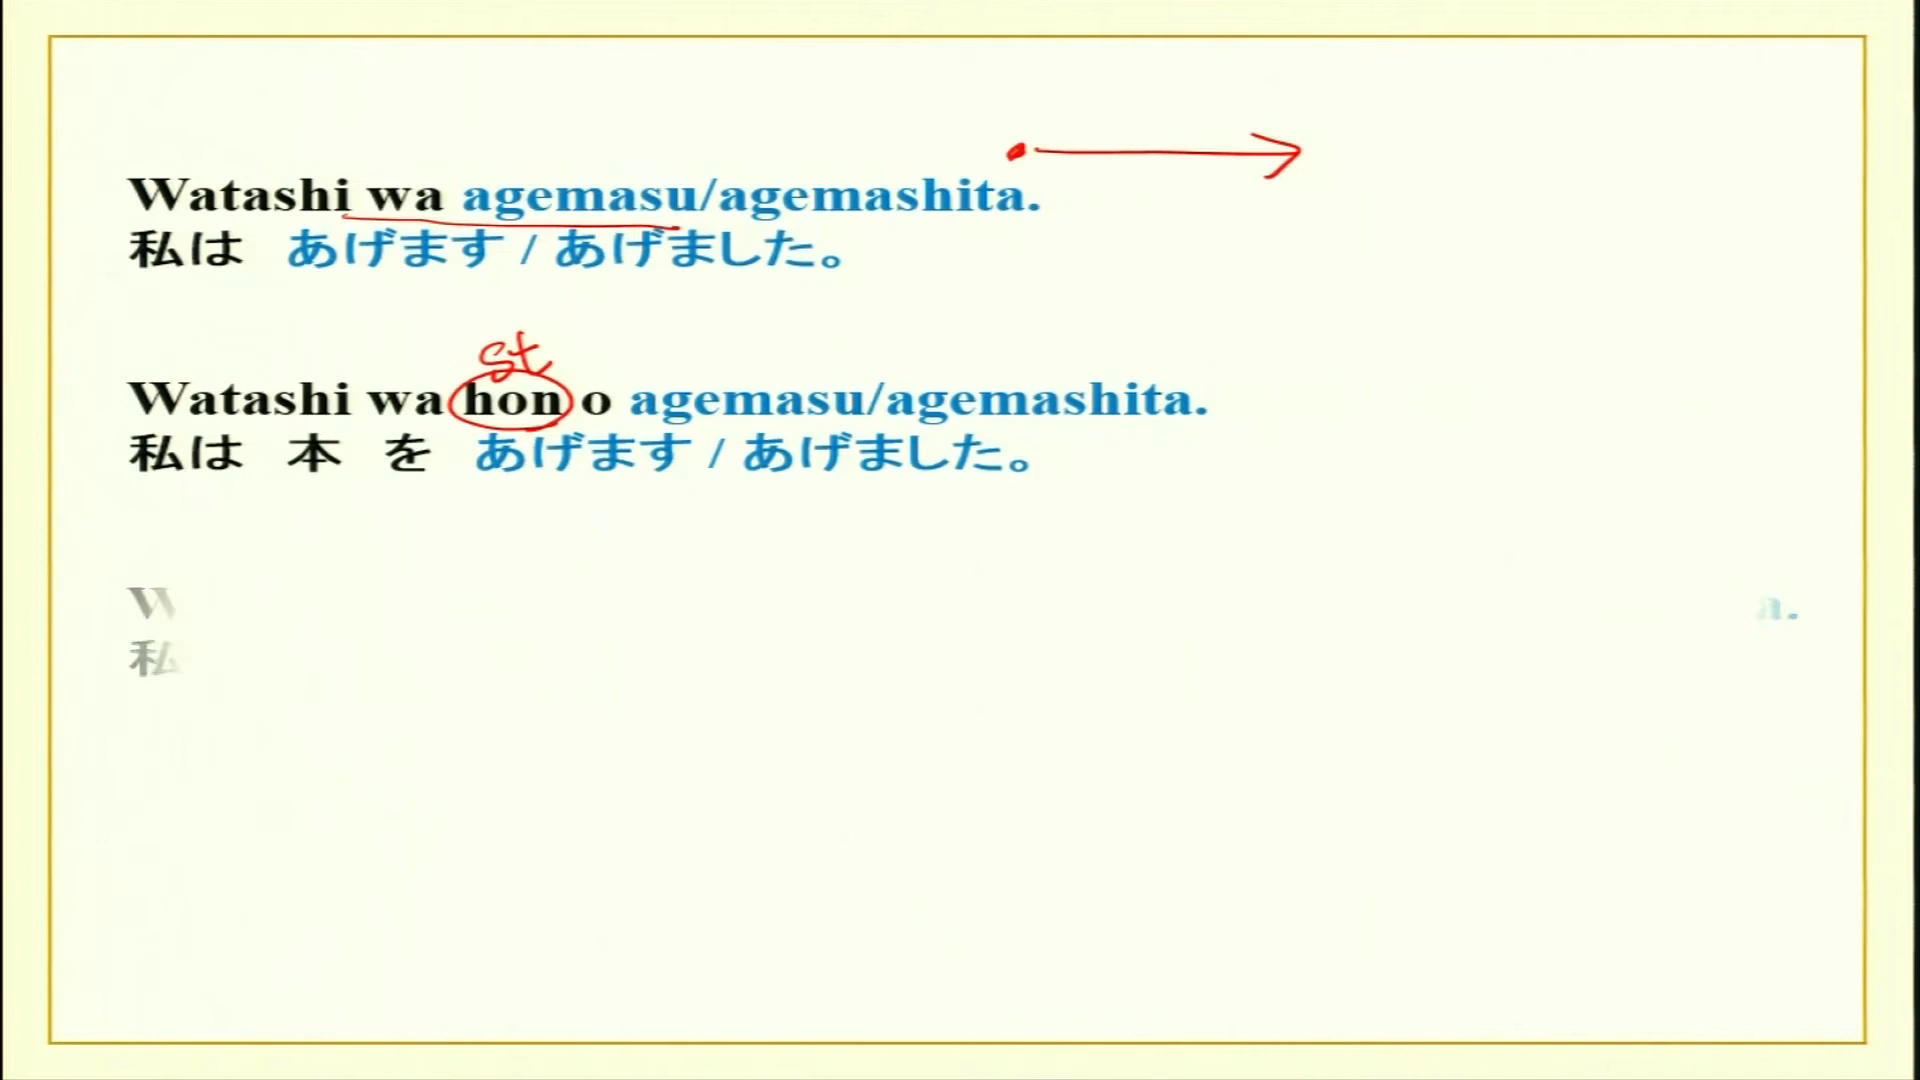 Watashi wa agemasu/agemashita.
私は あげます / あげました。
st
Watashi wa hon o agemasu/agemashita.
私は 本 を あげます / あげました。
W a.
私